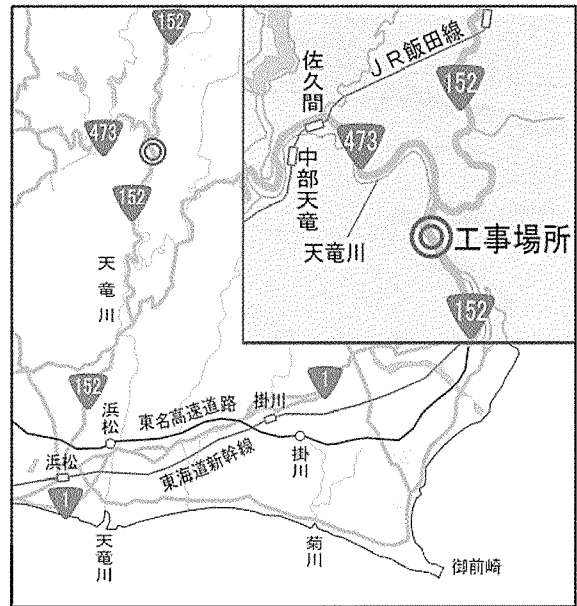 152
473
152
天竜川
152
浜松
東名高速道路
掛川
1
浜松
東海道新幹線
掛川
1
天竜川
菊川
御前崎
佐久間
JR飯田線
152
473
中部天竜
天竜川
工事場所
152